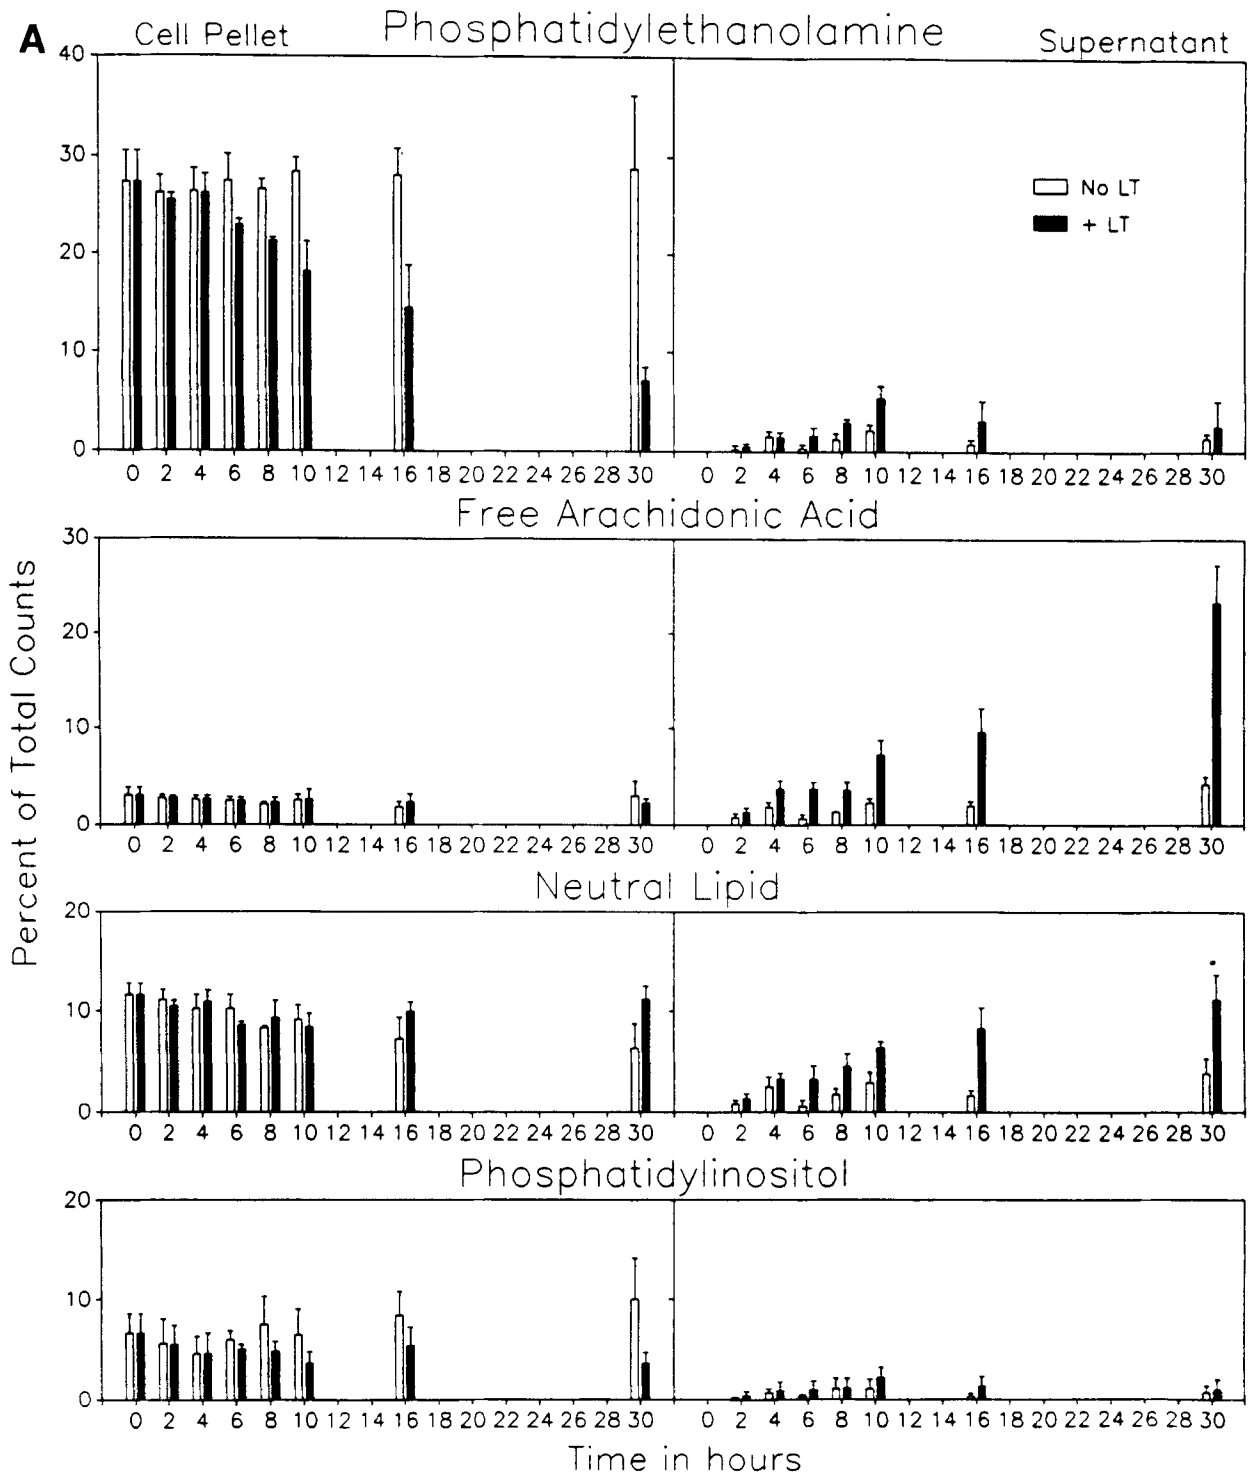 A
Cell Pellet
Phosphatidylethanolamine
Supernatant
40
30
20
10
0
No LT
+ LT
0 2 4 6 8 10 12 14 16 18 20 22 24 26 28 30
0 2 4 6 8 10 12 14 16 18 20 22 24 26 28 30
Free Arachidonic Acid
30
20
10
0
0 2 4 6 8 10 12 14 16 18 20 22 24 26 28 30
0 2 4 6 8 10 12 14 16 18 20 22 24 26 28 30
Neutral Lipid
20
10
0
0 2 4 6 8 10 12 14 16 18 20 22 24 26 28 30
0 2 4 6 8 10 12 14 16 18 20 22 24 26 28 30
Phosphatidylinositol
20
10
0
0 2 4 6 8 10 12 14 16 18 20 22 24 26 28 30
0 2 4 6 8 10 12 14 16 18 20 22 24 26 28 30
Percent of Total Counts
Time in hours